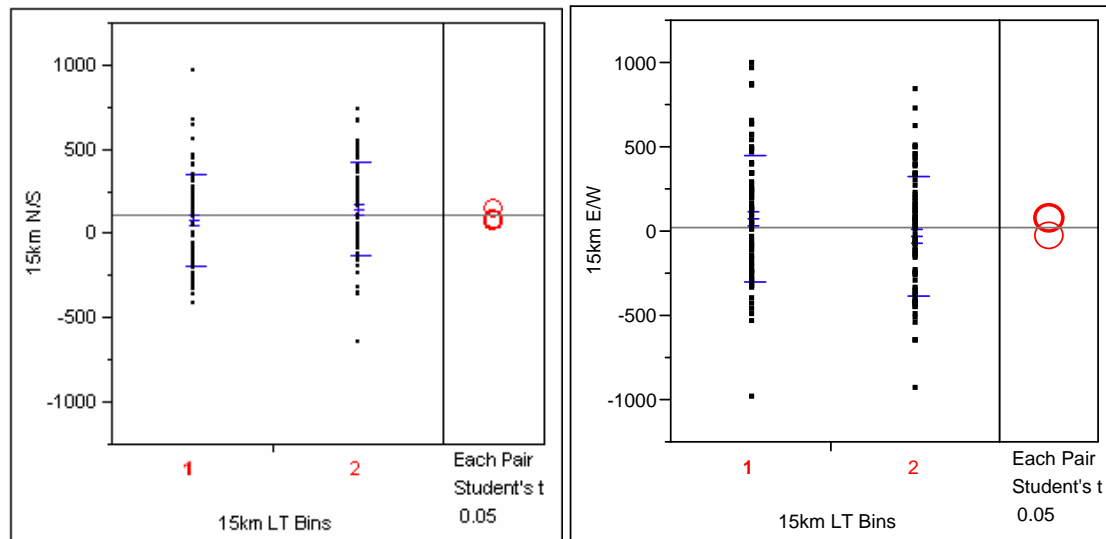 15km N/S
1000
500
0
-500
-1000
1
2
15km LT Bins
Each Pair
Student's t
0.05
15km E/W
1000
500
0
-500
-1000
1
2
15km LT Bins
Each Pair
Student's t
0.05